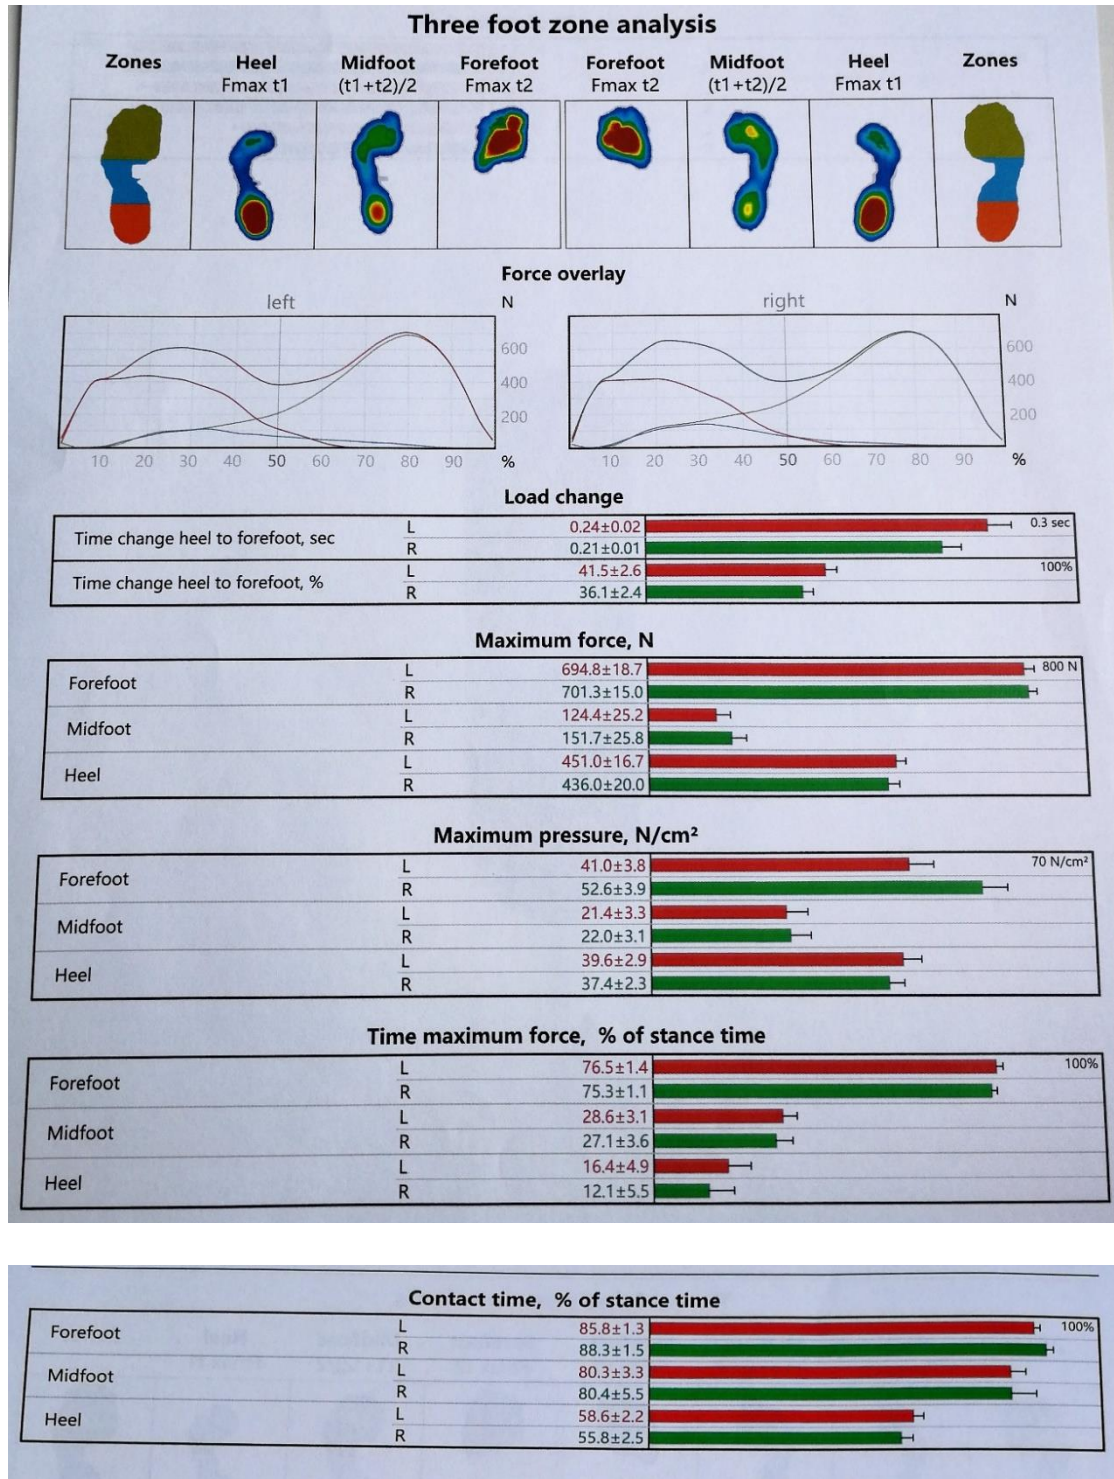 Three foot zone analysis
Zones Heel Midfoot Forefoot Forefoot Midfoot Heel Zones
Fmax t1 (t1+t2)/2 Fmax t2 Fmax t2 (t1+t2)/2 Fmax t1
Force overlay
left N right N
600 600
400 400
200 200
10 20 30 40 50 60 70 80 90 % 10 20 30 40 50 60 70 80 90 %
Load change
Time change heel to forefoot, sec L 0.24±0.02 0.3 sec
R 0.21±0.01
Time change heel to forefoot, % L 41.5±2.6 100%
R 36.1±2.4
Maximum force, N
Forefoot L 694.8±18.7 800 N
R 701.3±15.0
Midfoot L 124.4±25.2
R 151.7±25.8
Heel L 451.0±16.7
R 436.0±20.0
Maximum pressure, N/cm²
Forefoot L 41.0±3.8 70 N/cm²
R 52.6±3.9
Midfoot L 21.4±3.3
R 22.0±3.1
Heel L 39.6±2.9
R 37.4±2.3
Time maximum force, % of stance time
Forefoot L 76.5±1.4 100%
R 75.3±1.1
Midfoot L 28.6±3.1
R 27.1±3.6
Heel L 16.4±4.9
R 12.1±5.5
Contact time, % of stance time
Forefoot L 85.8±1.3 100%
R 88.3±1.5
Midfoot L 80.3±3.3
R 80.4±5.5
Heel L 58.6±2.2
R 55.8±2.5